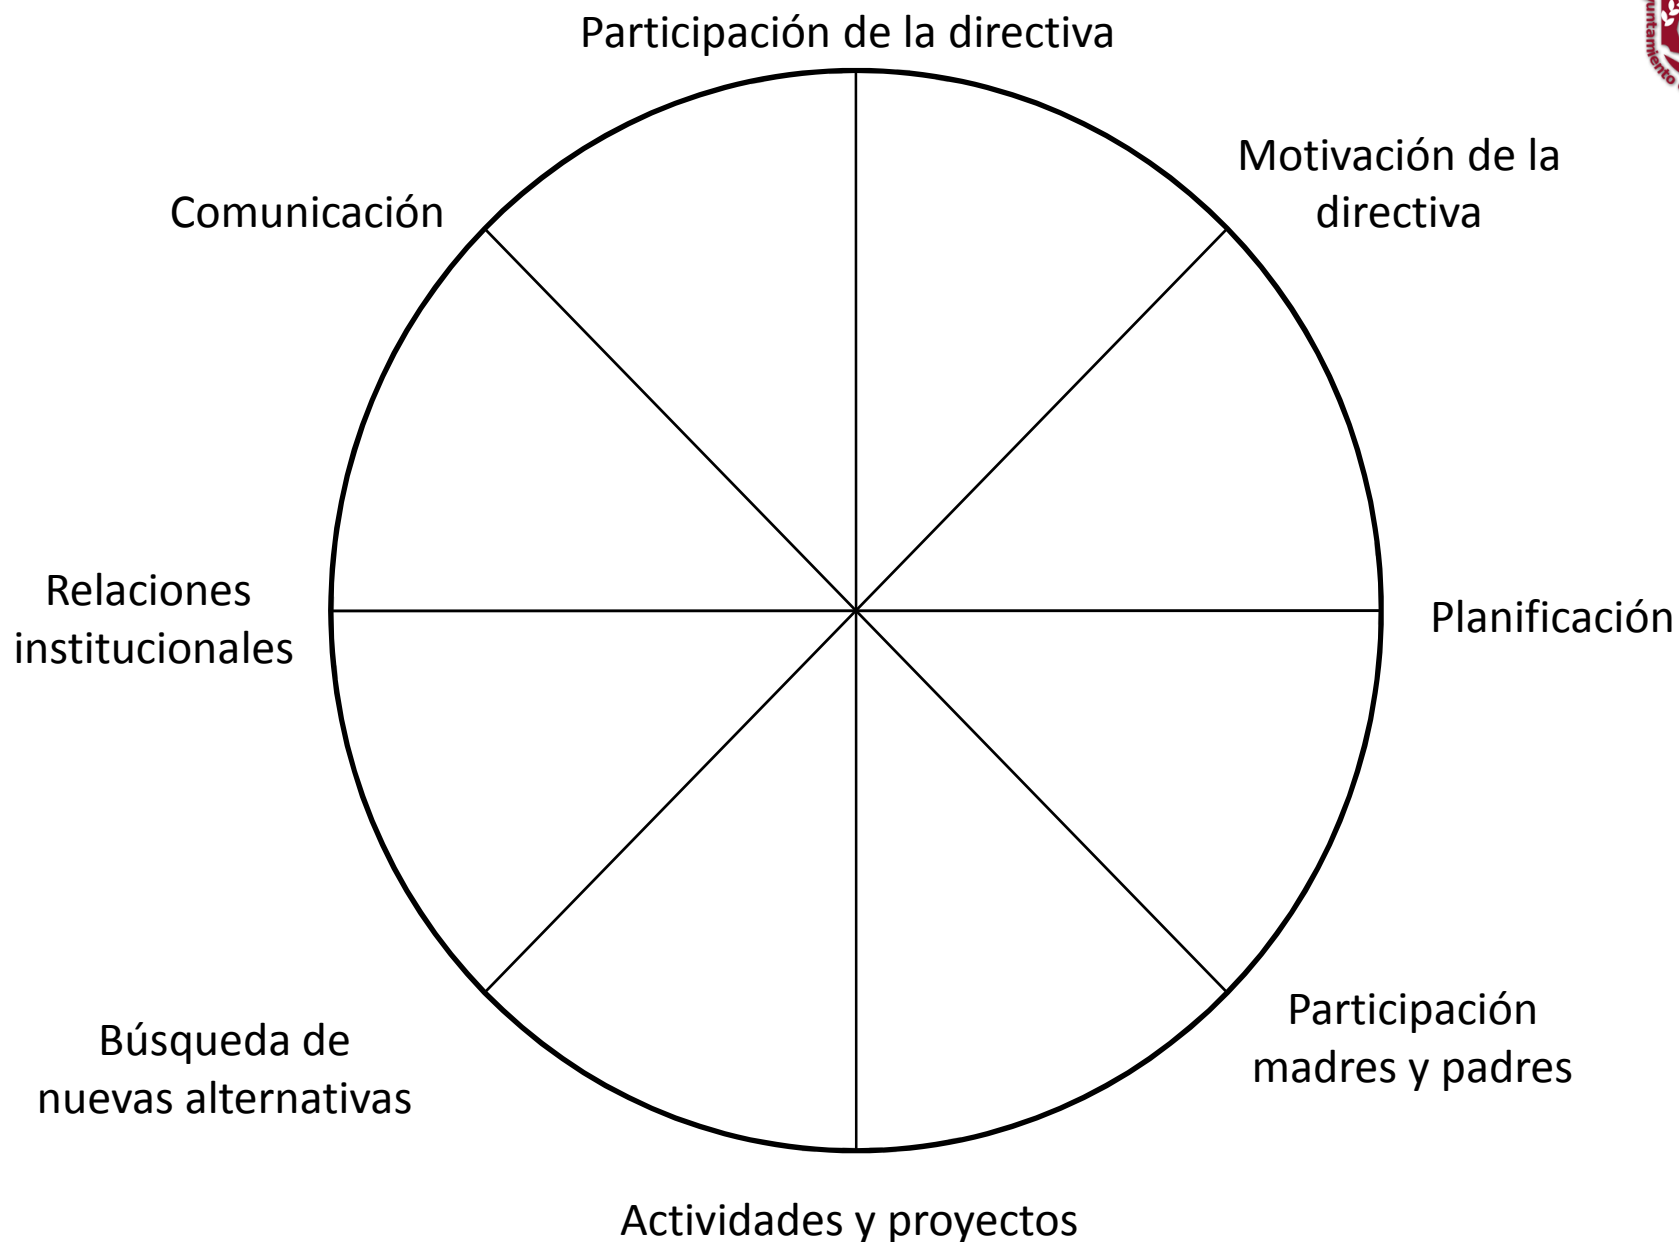 Participación de la directiva
Motivación de la
directiva
Comunicación
Relaciones
institucionales
Planificación
Participación
madres y padres
Búsqueda de
nuevas alternativas
Actividades y proyectos